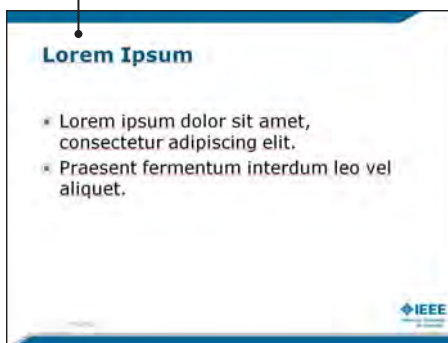 Lorem Ipsum
Lorem ipsum dolor sit amet,
consectetur adipiscing elit.
Praesent fermentum interdum leo vel
aliquet.
IEEE